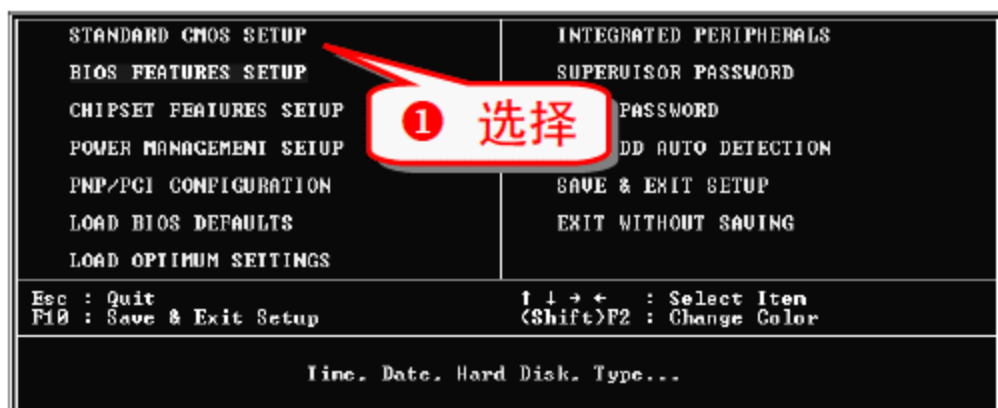 STANDARD CMOS SETUP
BIOS FEATURES SETUP
CHIPSET FEATURES SETUP
POWER MANAGEMENT SETUP
PNP/PCI CONFIGURATION
LOAD BIOS DEFAULTS
LOAD OPTIMUM SETTINGS
INTEGRATED PERIPHERALS
SUPERVISOR PASSWORD
PASSWORD
DD AUTO DETECTION
SAVE & EXIT SETUP
EXIT WITHOUT SAVING
❶ 选择
Esc : Quit
F10 : Save & Exit Setup
↑ ↓ → ← : Select Item
(Shift)F2 : Change Color
Time, Date, Hard Disk, Type...